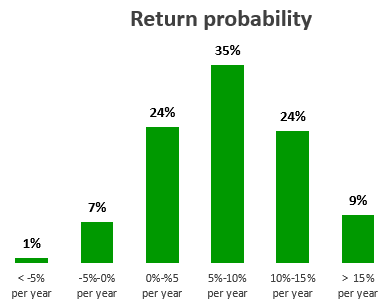 Return probability
35%
24%
24%
9%
7%
1%
< -5% -5%-0% 0%-%5 5%-10% 10%-15% > 15%
per year per year per year per year per year per year